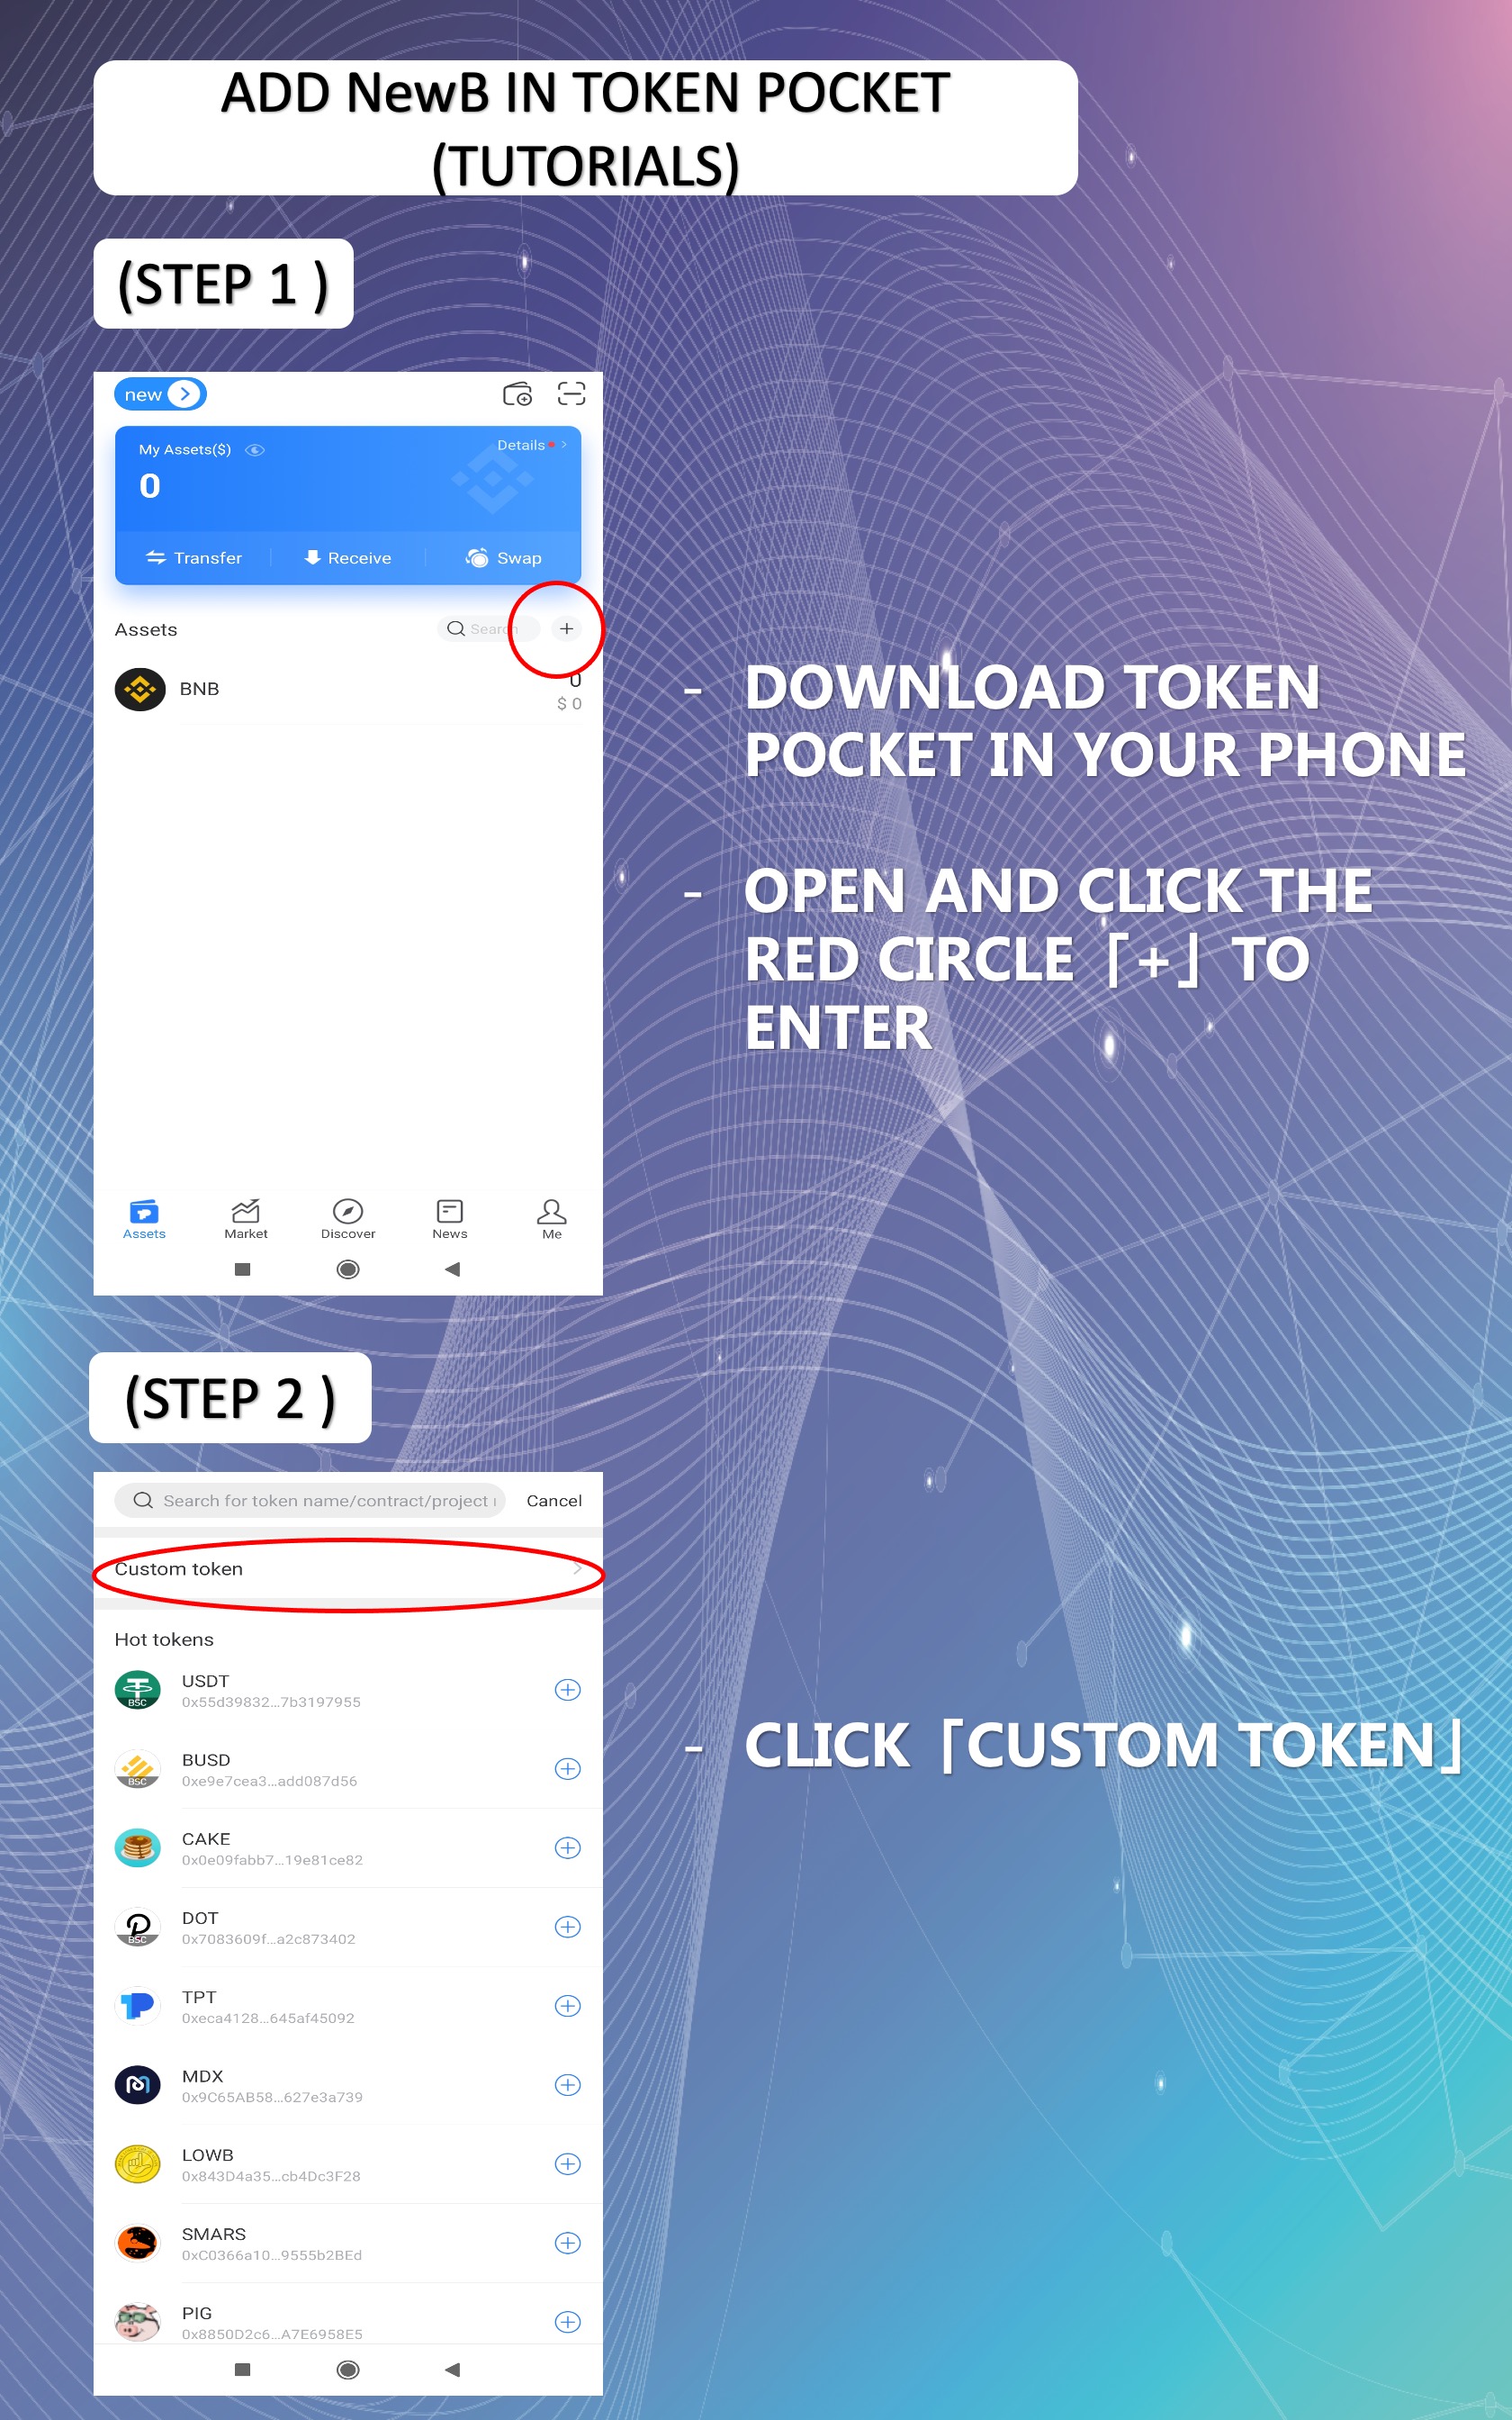 ADD NewB IN TOKEN POCKET
(TUTORIALS)
(STEP 1 )
new
My Assets($)
Details
0
Transfer
Receive
Swap
Assets
Search
+
BNB
0
$ 0
- DOWNLOAD TOKEN
POCKET IN YOUR PHONE
- OPEN AND CLICK THE
RED CIRCLE「+」TO
ENTER
Assets
Market
Discover
News
Me
(STEP 2 )
Search for token name/contract/project
Cancel
Custom token
Hot tokens
USDT
0x55d39832...7b3197955
BSC
BUSD
0xe9e7cea3...add087d56
BSC
CAKE
0x0e09fabb7...19e81ce82
DOT
0x7083609f...a2c873402
BSC
TPT
0xeca4128...645af45092
MDX
0x9C65AB58...627e3a739
LOWB
0x843D4a35...cb4Dc3F28
SMARS
0xC0366a10...9555b2BEd
PIG
0x8850D2c6...A7E6958E5
- CLICK「CUSTOM TOKEN」